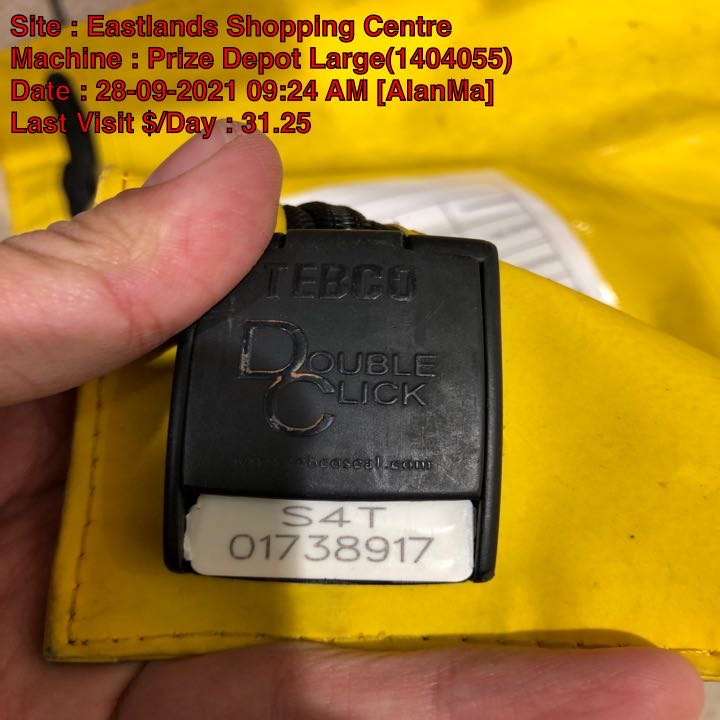 Site : Eastlands Shopping Centre
Machine : Prize Depot Large(1404055)
Date : 28-09-2021 09:24 AM [AlanMa]
Last Visit $/Day : 31.25
TEBCO
DOUBLE
CLICK
S4T
01738917